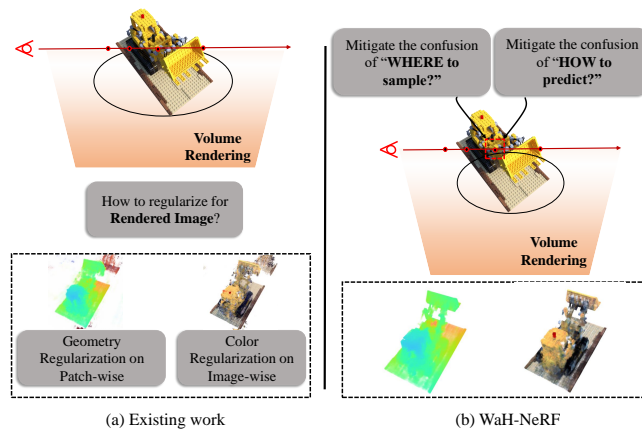 Volume
Rendering
How to regularize for
Rendered Image?
Geometry
Regularization on
Patch-wise
Color
Regularization on
Image-wise
(a) Existing work
Mitigate the confusion
of “WHERE to
sample?”
Mitigate the confusion
of “HOW to
predict?”
Volume
Rendering
(b) WaH-NeRF